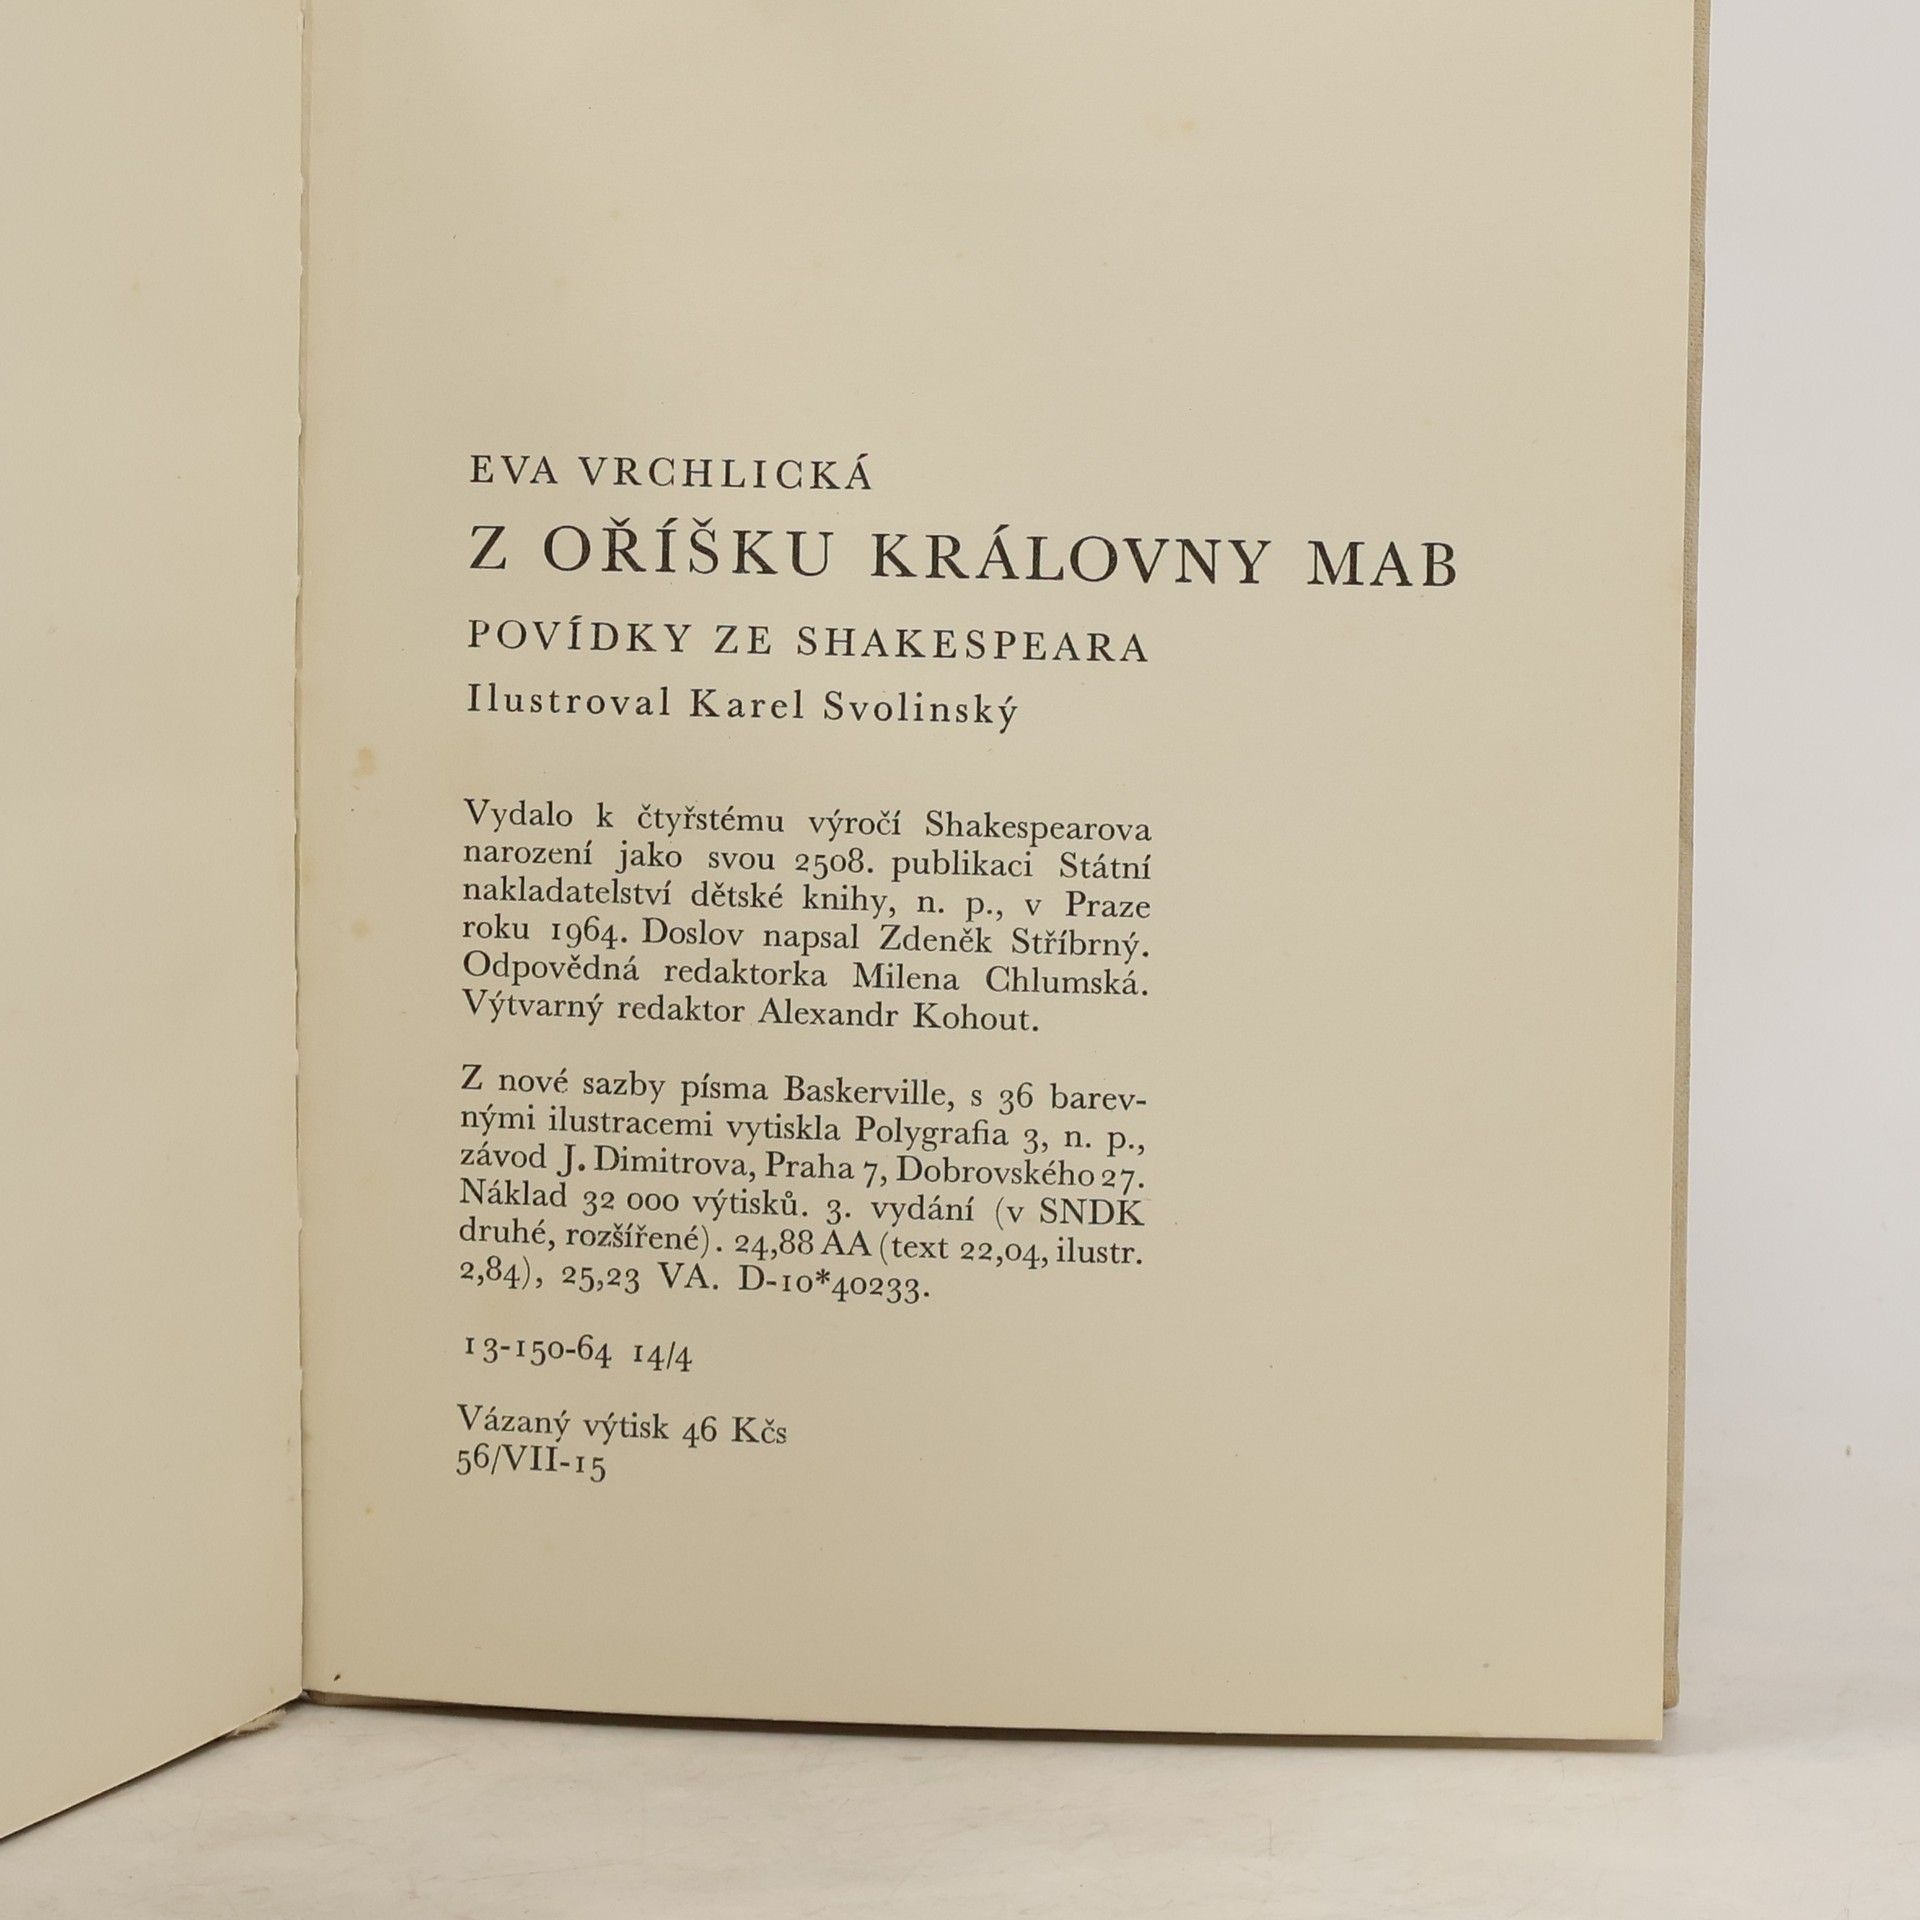 EVA VRCHLICKÁ
Z OŘÍŠKU KRÁLOVNY MAB
POVÍDKY ZE SHAKESPEARA
Ilustroval Karel Svolinský
Vydalo k čtyřstému výročí Shakespearova
narození jako svou 2508. publikaci Státní
nakladatelství dětské knihy, n. p., v Praze
roku 1964. Doslov napsal Zdeněk Stříbrný.
Odpovědná redaktorka Milena Chlumská.
Výtvarný redaktor Alexandr Kohout.
Z nové sazby písma Baskerville, s 36 barev-
nými ilustracemi vytiskla Polygrafia 3, n. p.,
závod J. Dimitrova, Praha 7, Dobrovského 27.
Náklad 32 000 výtisků. 3. vydání (v SNDK
druhé, rozšířené). 24,88 AA (text 22,04, ilustr.
2,84), 25,23 VA. D-10*40233.
13-150-64 14/4
Vázaný výtisk 46 Kčs
56/VII-15